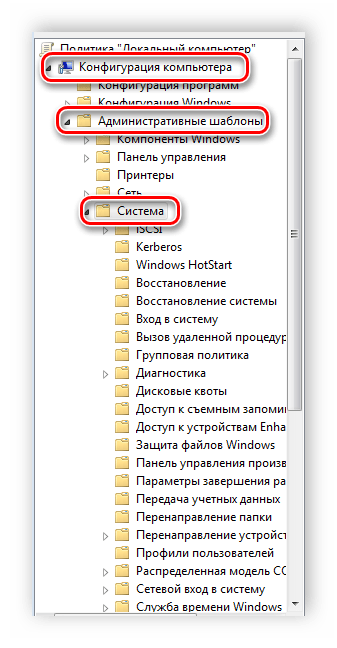 Политика "Локальный компьютер"
Конфигурация компьютера
Конфигурация программ
Конфигурация Windows
Административные шаблоны
Компоненты Windows
Панель управления
Принтеры
Сеть
Система
iSCSI
Kerberos
Windows HotStart
Восстановление
Восстановление системы
Вход в систему
Вызов удаленной процедур
Групповая политика
Диагностика
Дисковые квоты
Доступ к съемным запоми
Доступ к устройствам Enha
Защита файлов Windows
Панель управления произв
Параметры завершения ра
Передача учетных данных
Перенаправление папки
Перенаправление устройст
Профили пользователей
Распределенная модель CO
Сетевой вход в систему
Служба времени Windows